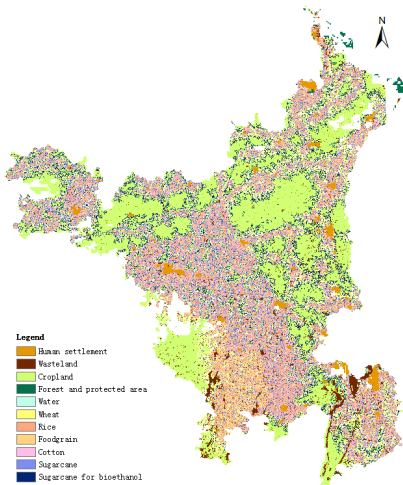 N
Legend
Human settlement
Wasteland
Cropland
Forest and protected area
Water
Wheat
Rice
Foodgrain
Cotton
Sugarcane
Sugarcane for bioethanol